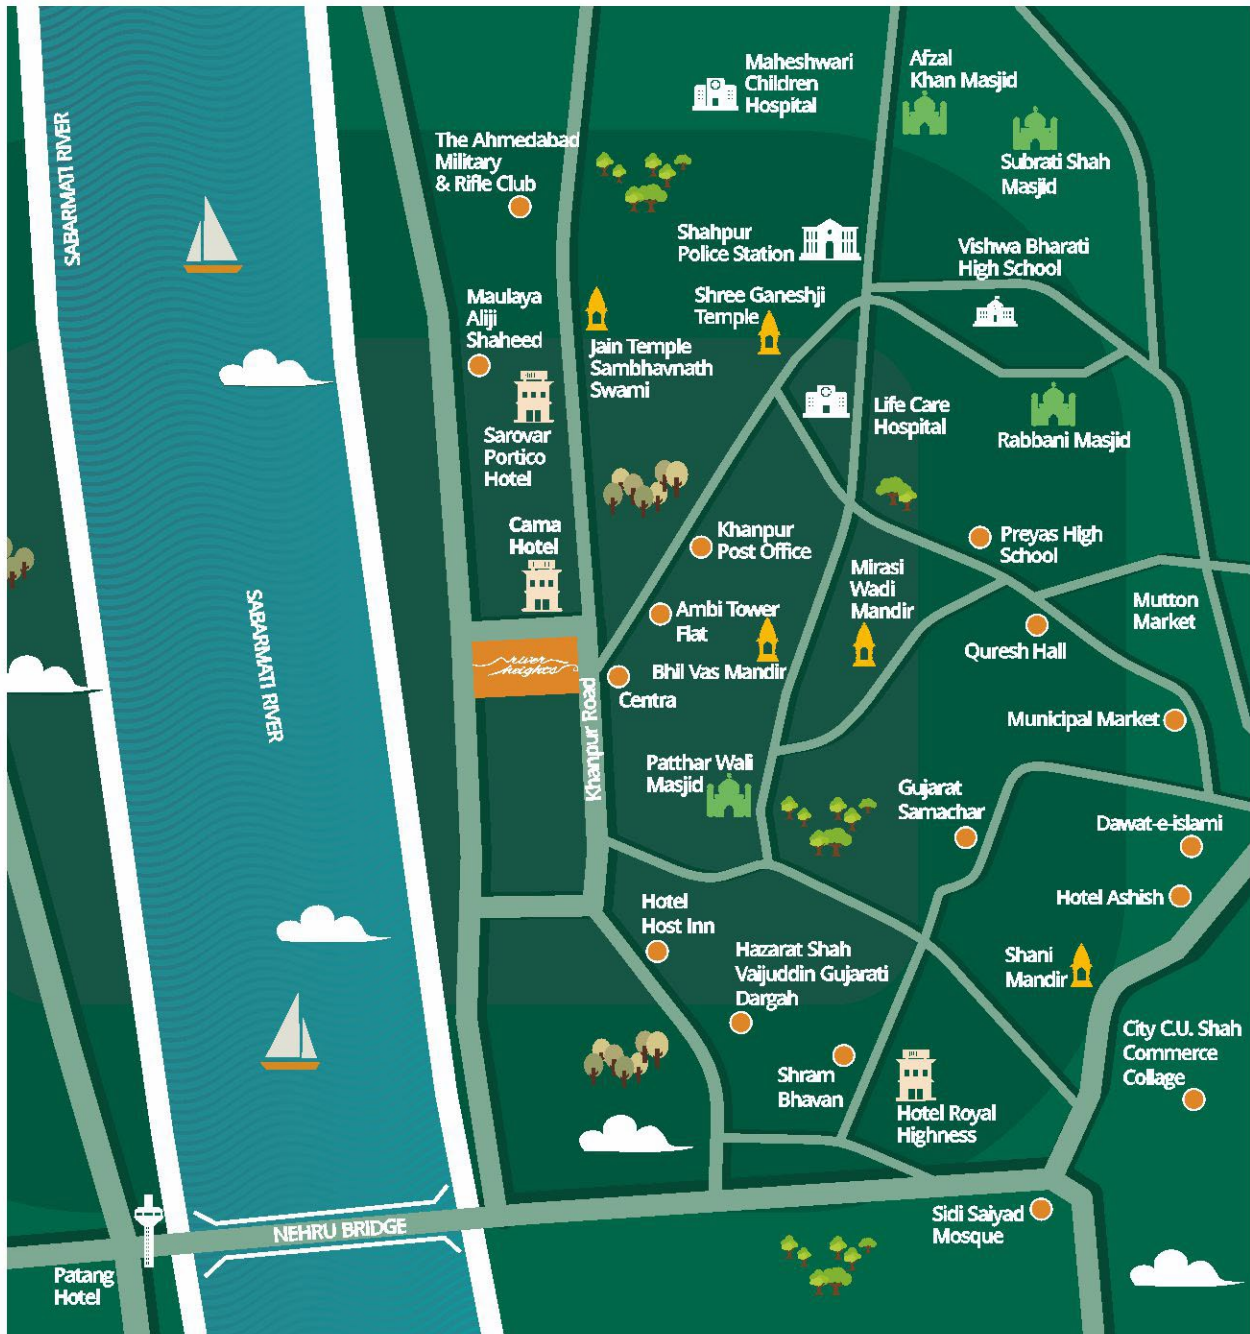 Maheshwari
Children
Hospital
Afzal
Khan Masjid
SABARMATI RIVER
The Ahmedabad
Military
& Rifle Club
Subrati Shah
Masjid
Shahpur
Police Station
Vishwa Bharati
High School
Maulaya
Aliji
Shaheed
Shree Ganeshji
Temple
Jain Temple
Sambhavnath
Swami
Life Care
Hospital
Rabbani Masjid
Sarovar
Portico
Hotel
Cama
Hotel
Khanpur
Post Office
Preyas High
School
Mirasi
Wadi
Mandir
SABARMATI RIVER
Ambi Tower
Flat
Mutton
Market
river
heights
Bhil Vas Mandir
Quresh Hall
Centra
Khanpur Road
Municipal Market
Patthar Wali
Masjid
Gujarat
Samachar
Dawat-e-islami
Hotel Ashish
Hotel
Host Inn
Hazarat Shah
Vaijuddin Gujarati
Dargah
Shani
Mandir
City C.U. Shah
Commerce
Collage
Shram
Bhavan
Hotel Royal
Highness
Sidi Saiyad
Mosque
NEHRU BRIDGE
Patang
Hotel